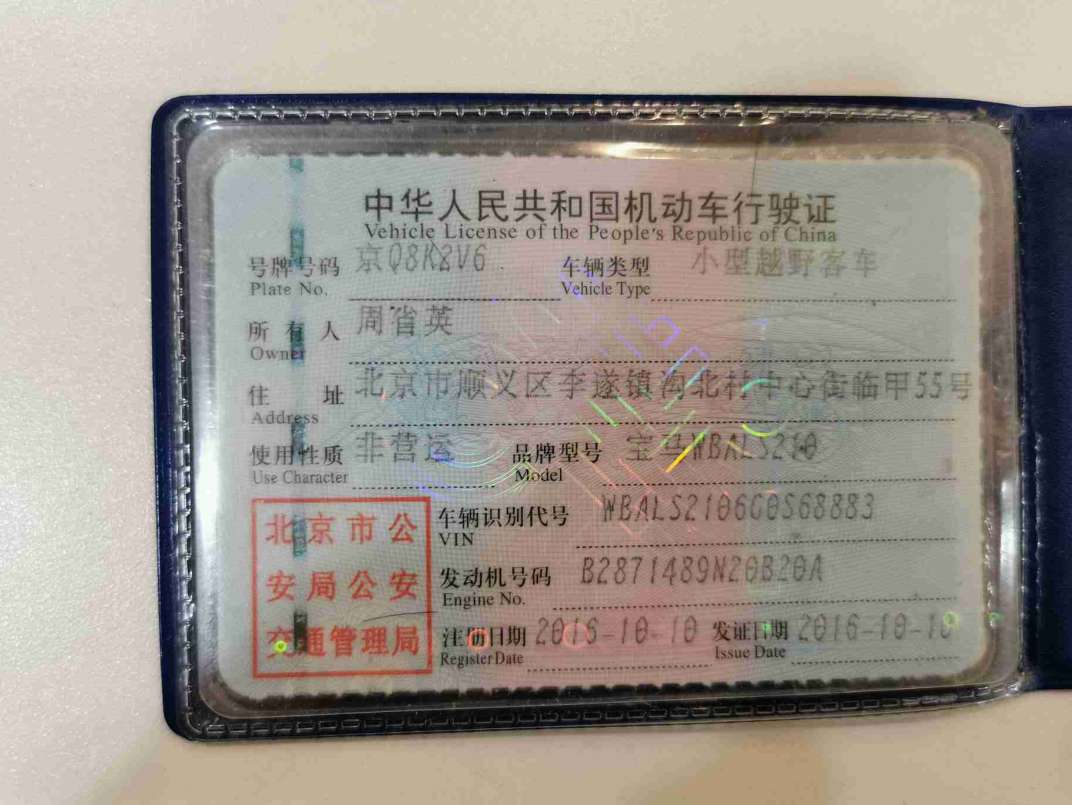 中华人民共和国机动车行驶证
Vehicle License of the People's Republic of China
号牌号码 京Q8K2V6 车辆类型 小型越野客车
Plate No. Vehicle Type
所有人 周省英
Owner
住址 北京市顺义区李遂镇沟北村中心街临甲55号
Address
使用性质 非营运 品牌型号 宝马WBALS210
Use Character Model
北京市公
安局公安
交通管理局
车辆识别代号 WBALS2106G0S68883
VIN
发动机号码 B2871489N20B20A
Engine No.
注册日期 2016-10-10 发证日期 2016-10-10
Register Date Issue Date